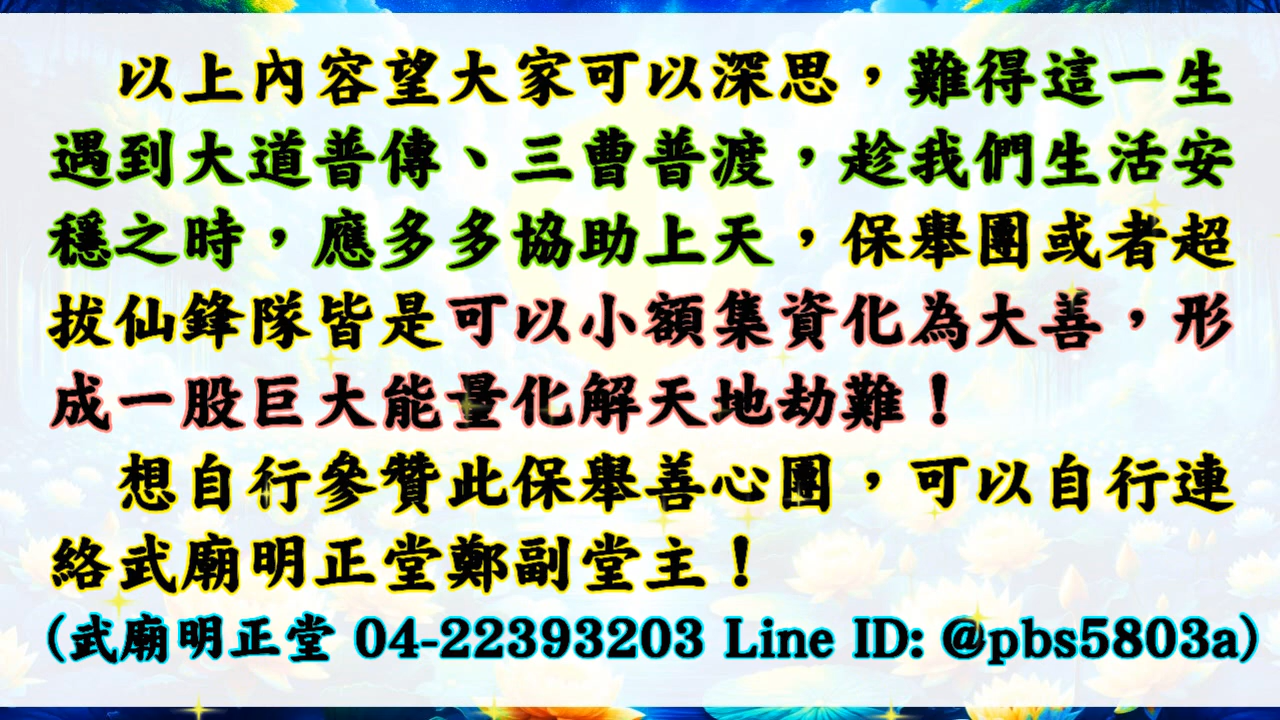 以上內容望大家可以深思，難得這一生
遇到大道普傳、三曹普渡，趁我們生活安
穩之時，應多多協助上天，保舉團或者超
拔仙鋒隊皆是可以小額集資化為大善，形
成一股巨大能量化解天地劫難！
想自行參贊此保舉善心團，可以自行連
絡武廟明正堂鄭副堂主！
(武廟明正堂 04-22393203 Line ID: @pbs5803a)